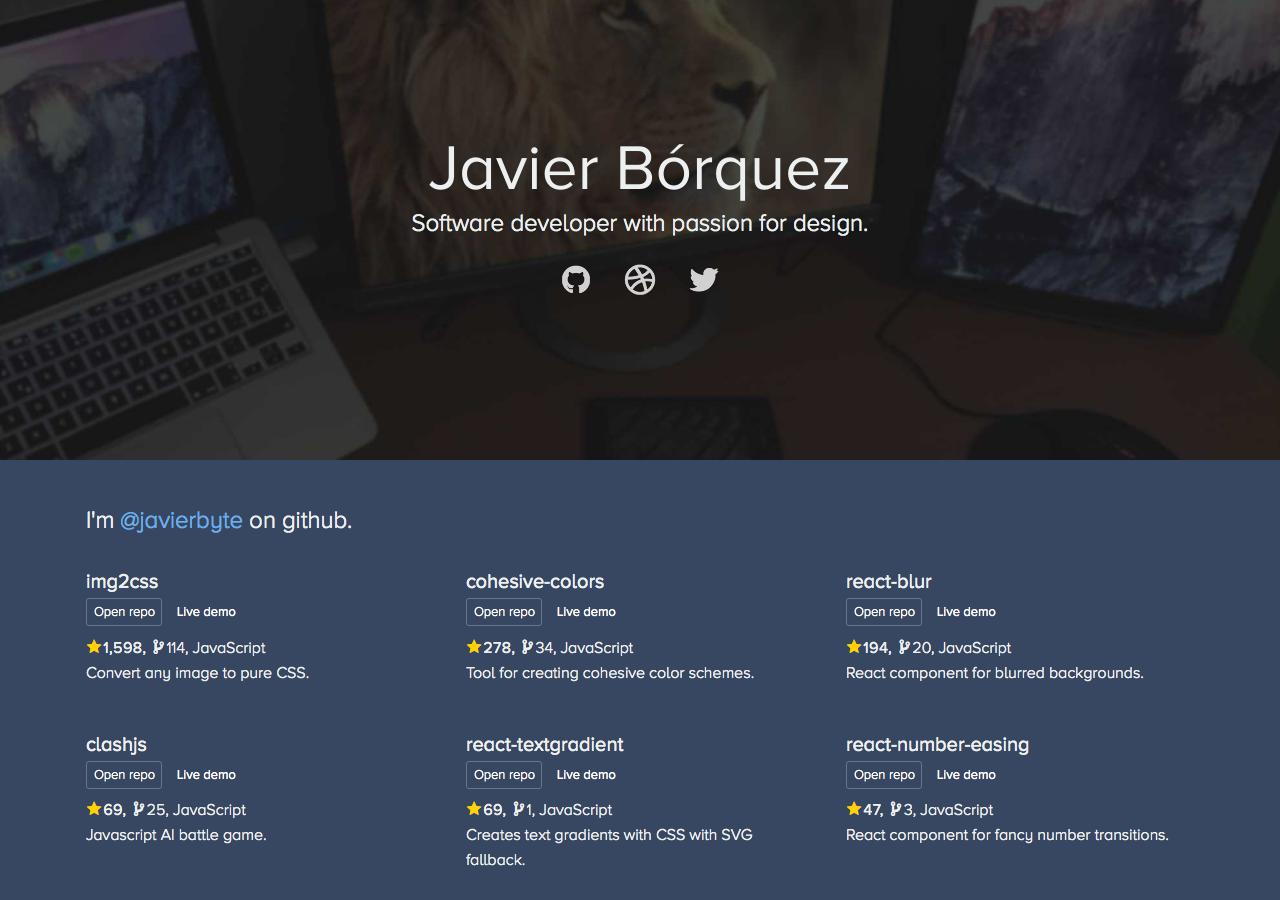 Javier Bórquez
Software developer with passion for design.
I'm @javierbyte on github.
img2css
Open repo Live demo
1,598, 114, JavaScript
Convert any image to pure CSS.
cohesive-colors
Open repo Live demo
278, 34, JavaScript
Tool for creating cohesive color schemes.
react-blur
Open repo Live demo
194, 20, JavaScript
React component for blurred backgrounds.
clashjs
Open repo Live demo
69, 25, JavaScript
Javascript AI battle game.
react-textgradient
Open repo Live demo
69, 1, JavaScript
Creates text gradients with CSS with SVG
fallback.
react-number-easing
Open repo Live demo
47, 3, JavaScript
React component for fancy number transitions.